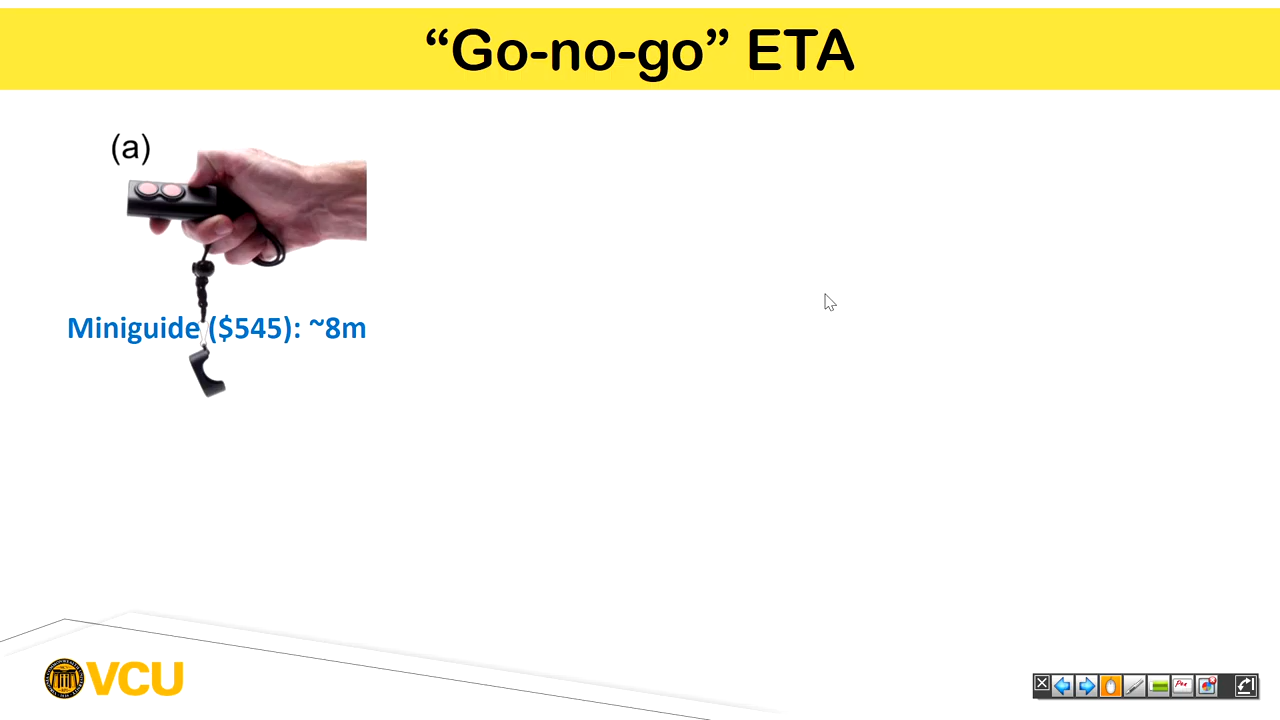 “Go-no-go” ETA
(a)
Miniguide ($545): ~8m
VCU